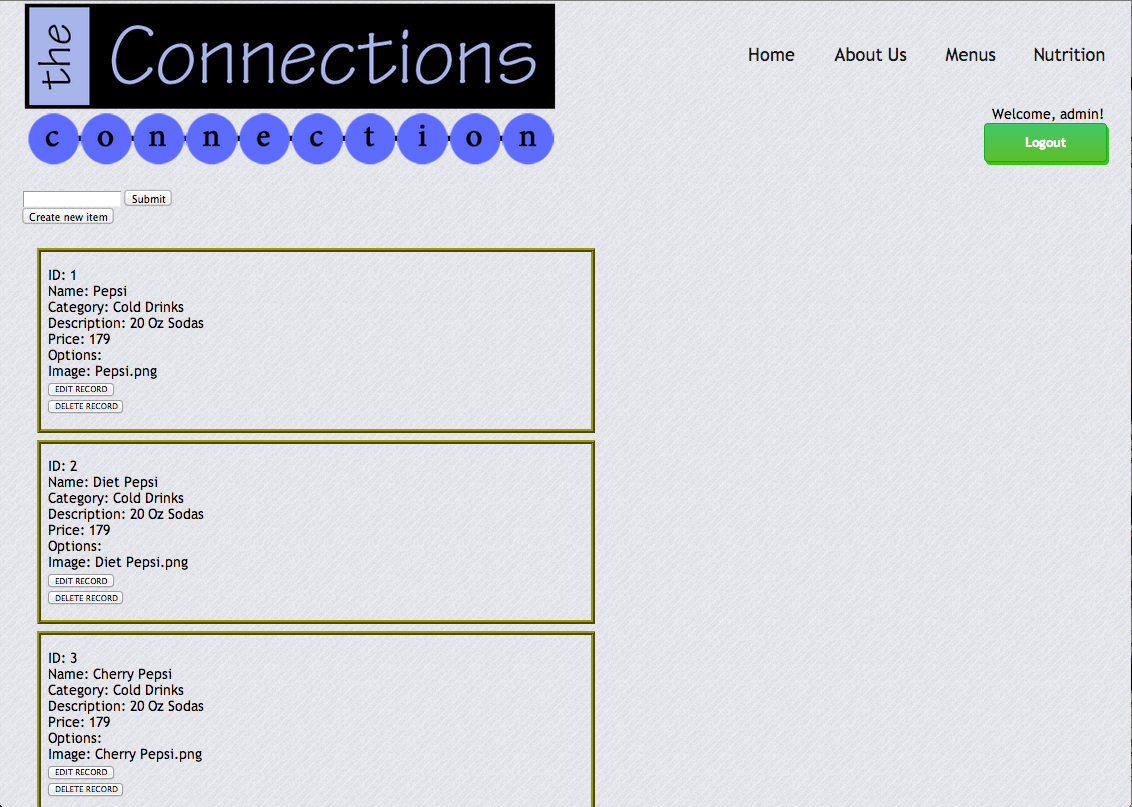 the Connections
connection
Home About Us Menus Nutrition
Welcome, admin!
Logout
Submit
Create new item
ID: 1
Name: Pepsi
Category: Cold Drinks
Description: 20 Oz Sodas
Price: 179
Options:
Image: Pepsi.png
EDIT RECORD
DELETE RECORD
ID: 2
Name: Diet Pepsi
Category: Cold Drinks
Description: 20 Oz Sodas
Price: 179
Options:
Image: Diet Pepsi.png
EDIT RECORD
DELETE RECORD
ID: 3
Name: Cherry Pepsi
Category: Cold Drinks
Description: 20 Oz Sodas
Price: 179
Options:
Image: Cherry Pepsi.png
EDIT RECORD
DELETE RECORD